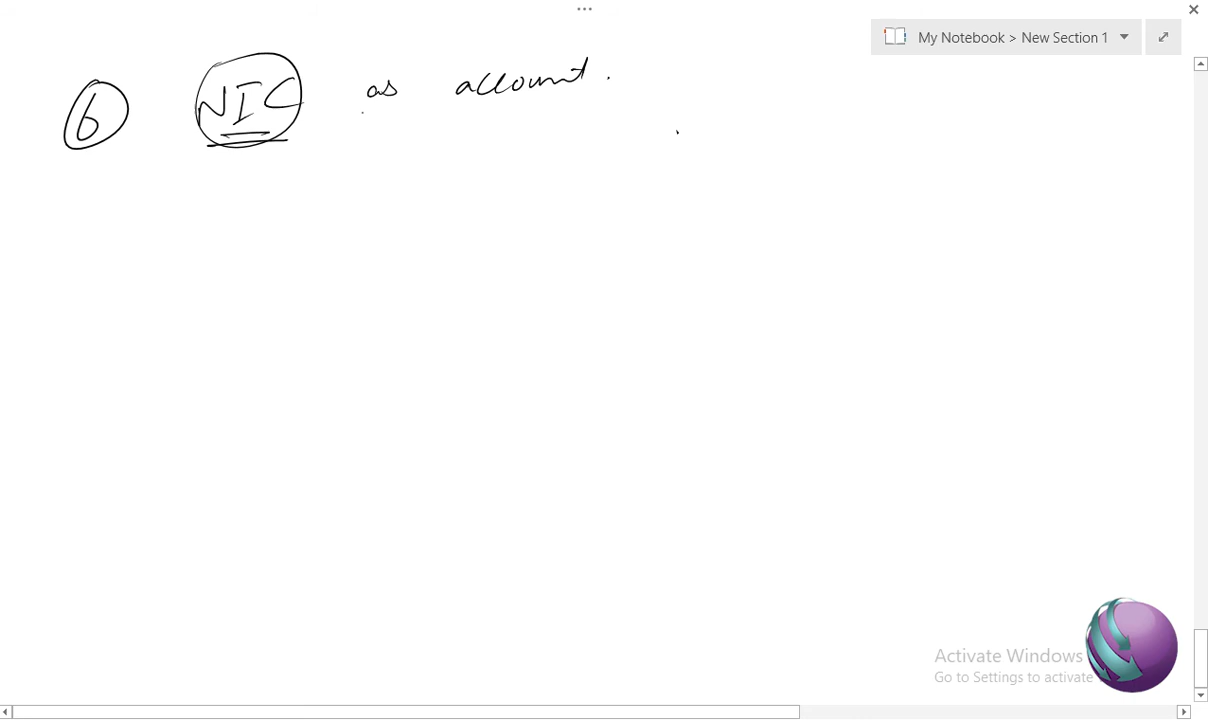 My Notebook > New Section 1
6 NIC as account.
Activate Windows
Go to Settings to activate